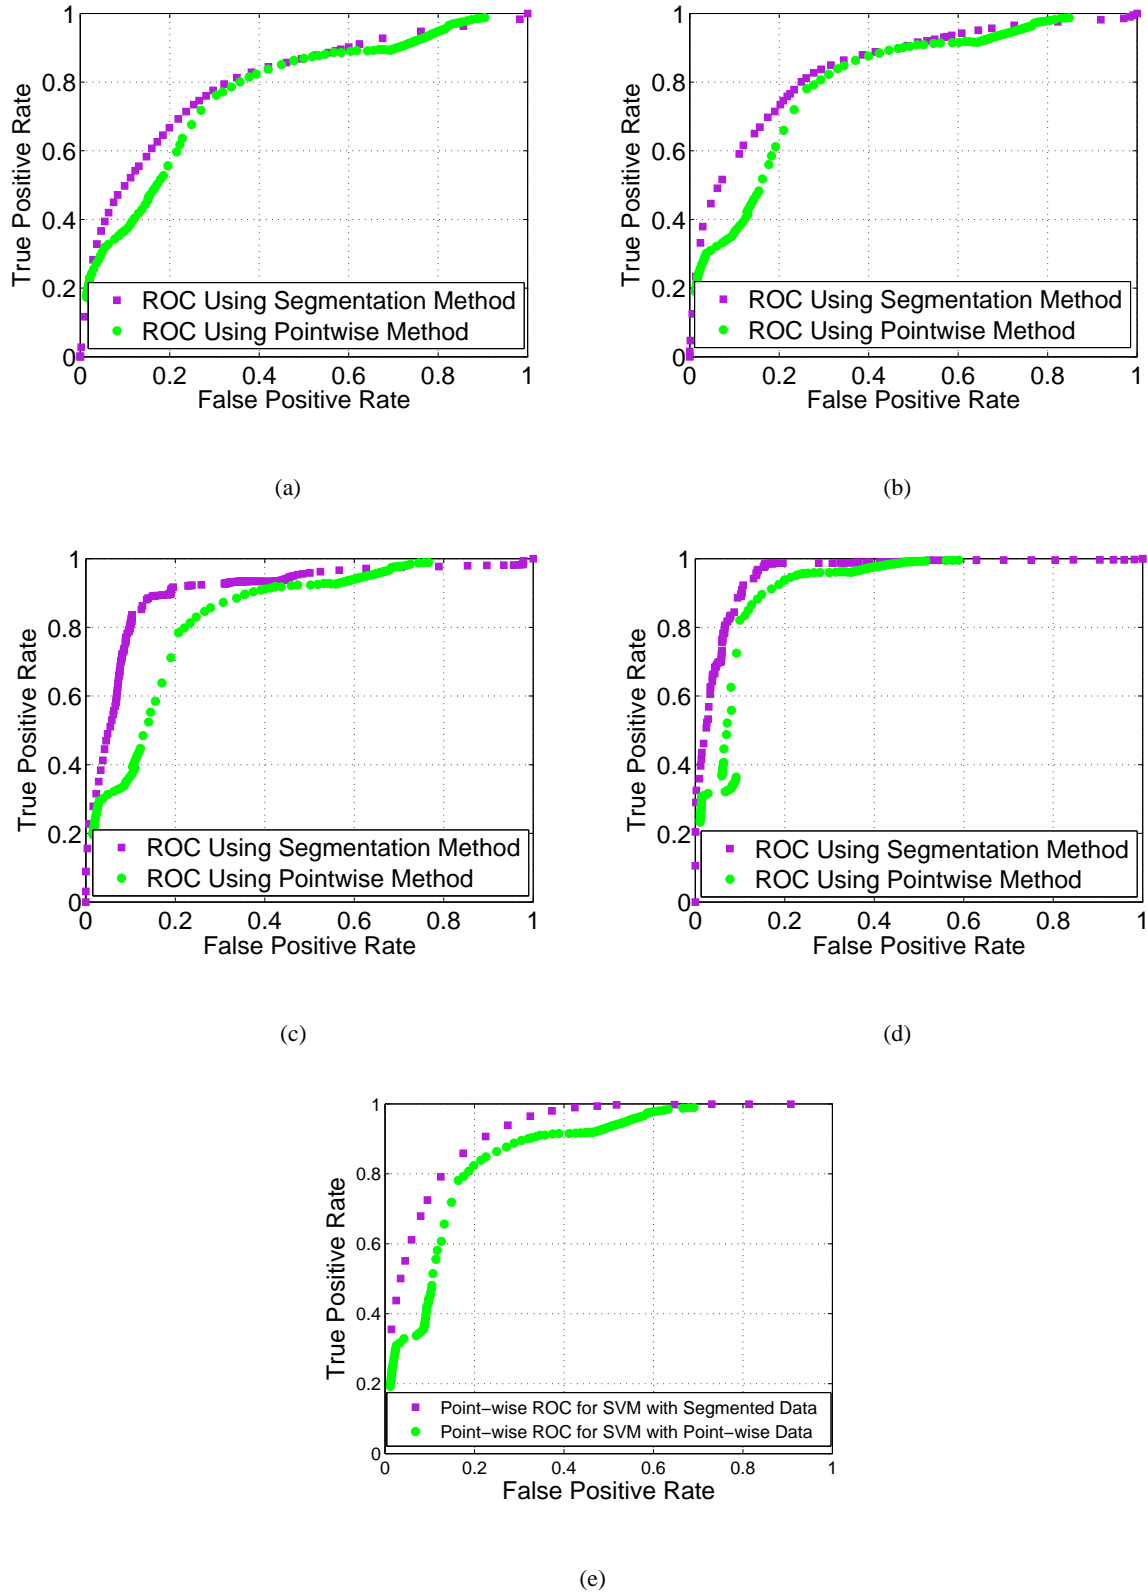 1
0.8
0.6
0.4
0.2
0
True Positive Rate
ROC Using Segmentation Method
ROC Using Pointwise Method
0 0.2 0.4 0.6 0.8 1
False Positive Rate
(a)
1
0.8
0.6
0.4
0.2
0
True Positive Rate
ROC Using Segmentation Method
ROC Using Pointwise Method
0 0.2 0.4 0.6 0.8 1
False Positive Rate
(b)
1
0.8
0.6
0.4
0.2
0
True Positive Rate
ROC Using Segmentation Method
ROC Using Pointwise Method
0 0.2 0.4 0.6 0.8 1
False Positive Rate
(c)
1
0.8
0.6
0.4
0.2
0
True Positive Rate
ROC Using Segmentation Method
ROC Using Pointwise Method
0 0.2 0.4 0.6 0.8 1
False Positive Rate
(d)
1
0.8
0.6
0.4
0.2
0
True Positive Rate
Point−wise ROC for SVM with Segmented Data
Point−wise ROC for SVM with Point−wise Data
0 0.2 0.4 0.6 0.8 1
False Positive Rate
(e)